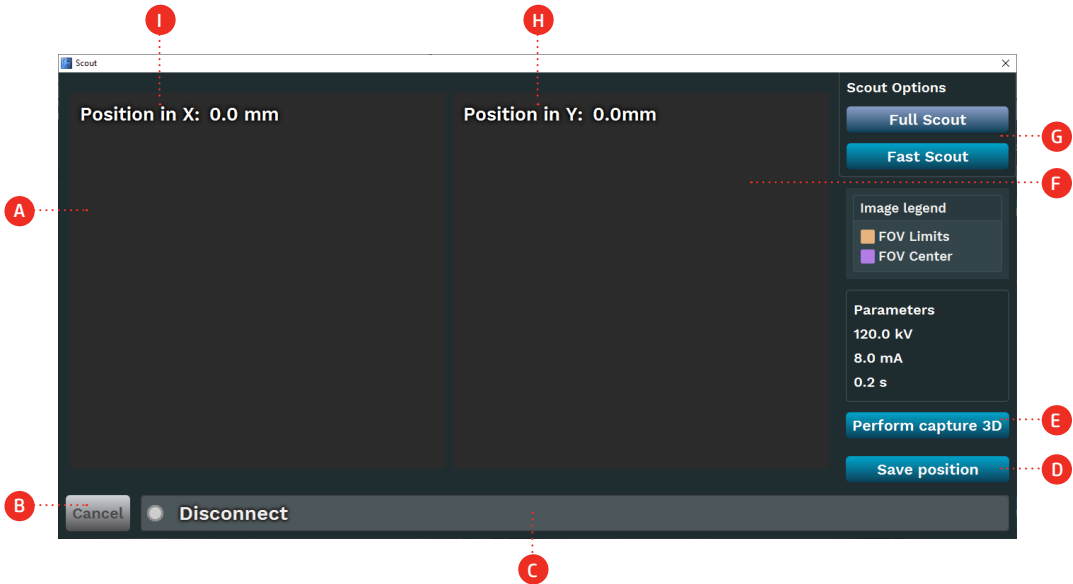 I
H
Scout
Position in X: 0.0 mm
Position in Y: 0.0mm
Scout Options
Full Scout
G
Fast Scout
F
A
Image legend
FOV Limits
FOV Center
Parameters
120.0 kV
8.0 mA
0.2 s
Perform capture 3D
E
Save position
D
B
Cancel
Disconnect
C